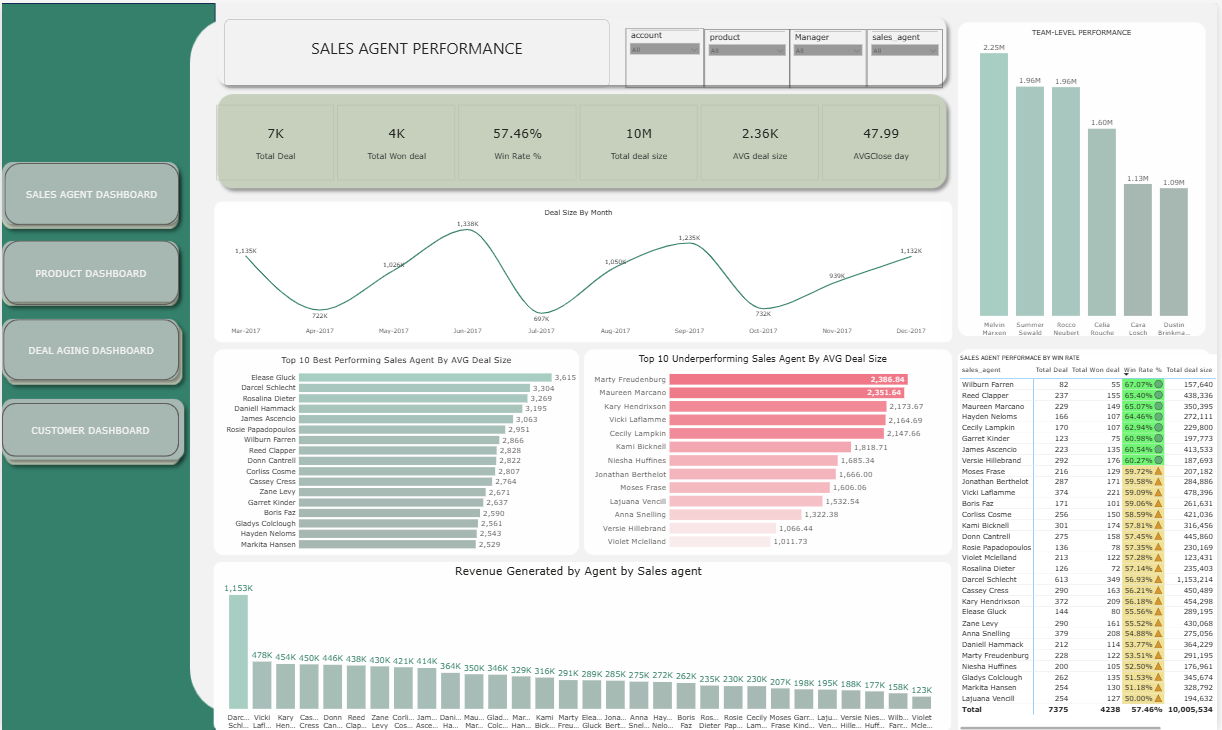 SALES AGENT PERFORMANCE
account product Manager sales_agent
All All All All
SALES AGENT DASHBOARD
PRODUCT DASHBOARD
DEAL AGING DASHBOARD
CUSTOMER DASHBOARD
7K 4K 57.46% 10M 2.36K 47.99
Total Deal Total Won deal Win Rate % Total deal size AVG deal size AVGClose day
Deal Size By Month
1,135K 722K 1,026K 1,338K 697K 1,050K 1,235K 732K 939K 1,132K
Mar-2017 Apr-2017 May-2017 Jun-2017 Jul-2017 Aug-2017 Sep-2017 Oct-2017 Nov-2017 Dec-2017
TEAM-LEVEL PERFORMANCE
2.25M 1.96M 1.96M 1.60M 1.13M 1.09M
Melvin Summer Rocco Celia Cara Dustin
Marxen Sewald Neubert Rouche Losch Brinkma...
Top 10 Best Performing Sales Agent By AVG Deal Size
Elease Gluck 3,615
Darcel Schlecht 3,304
Rosalina Dieter 3,269
Daniell Hammack 3,195
James Ascencio 3,063
Rosie Papadopoulos 2,951
Wilburn Farren 2,866
Reed Clapper 2,828
Donn Cantrell 2,822
Corliss Cosme 2,807
Cassey Cress 2,764
Zane Levy 2,671
Garret Kinder 2,637
Boris Faz 2,590
Gladys Colclough 2,561
Hayden Neloms 2,543
Markita Hansen 2,529
Top 10 Underperforming Sales Agent By AVG Deal Size
Marty Freudenburg 2,386.84
Maureen Marcano 2,351.64
Kary Hendrixson 2,173.67
Vicki Laflamme 2,164.69
Cecily Lampkin 2,147.66
Kami Bicknell 1,818.71
Niesha Huffines 1,685.34
Jonathan Berthelot 1,666.00
Moses Frase 1,606.06
Lajuana Vencill 1,532.54
Anna Snelling 1,322.38
Versie Hillebrand 1,066.44
Violet Mclelland 1,011.73
SALES AGENT PERFORMACE BY WIN RATE
sales_agent Total Deal Total Won deal Win Rate % Total deal size
Wilburn Farren 82 55 67.07% 157,640
Reed Clapper 237 155 65.40% 438,336
Maureen Marcano 229 149 65.07% 350,395
Hayden Neloms 166 107 64.46% 272,111
Cecily Lampkin 170 107 62.94% 229,800
Garret Kinder 123 75 60.98% 197,773
James Ascencio 223 135 60.54% 413,533
Versie Hillebrand 292 176 60.27% 187,693
Moses Frase 216 129 59.72% 207,182
Jonathan Berthelot 287 171 59.58% 284,886
Vicki Laflamme 374 221 59.09% 478,396
Boris Faz 171 101 59.06% 261,631
Corliss Cosme 256 150 58.59% 421,036
Kami Bicknell 301 174 57.81% 316,456
Donn Cantrell 275 158 57.45% 445,860
Rosie Papadopoulos 136 78 57.35% 230,169
Violet Mclelland 213 122 57.28% 123,431
Rosalina Dieter 126 72 57.14% 235,403
Darcel Schlecht 613 349 56.93% 1,153,214
Cassey Cress 290 163 56.21% 450,489
Kary Hendrixson 372 209 56.18% 454,298
Elease Gluck 144 80 55.56% 289,195
Zane Levy 290 161 55.52% 430,068
Anna Snelling 379 208 54.88% 275,056
Daniell Hammack 212 114 53.77% 364,229
Marty Freudenburg 228 122 53.51% 291,195
Niesha Huffines 200 105 52.50% 176,961
Gladys Colclough 262 135 51.53% 345,674
Markita Hansen 254 130 51.18% 328,792
Lajuana Vencill 254 127 50.00% 194,632
Total 7375 4238 57.46% 10,005,534
Revenue Generated by Agent by Sales agent
1,153K 478K 454K 450K 446K 438K 430K 421K 414K 364K 350K 346K 329K 316K 291K 289K 285K 275K 272K 262K 235K 230K 230K 207K 198K 195K 188K 177K 158K 123K
Darc... Vicki Kary Cas... Donn Reed Zane Corli... Jam... Dani... Mau... Glad... Mar... Kami Marty Elea... Jona... Anna Hay... Boris Ros... Rosie Cecily Moses Garr... Laju... Versie Nies... Wilb... Violet
Schl... Laf... Hen... Cress Can... Clap... Levy Cos... Asce... Ha... Ma... Colc... Han... Bick... Freu... Gluck Bert... Snel... Nelo... Faz Diet... Pap... Lam... Frase Kind... Ven... Hille... Huff... Farr... Mcle...